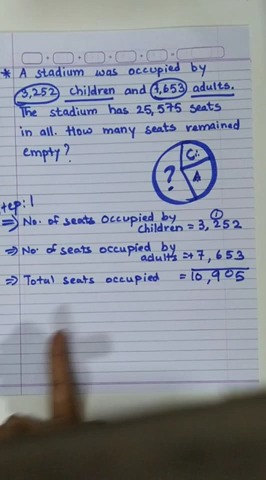 * A stadium was occupied by
3,252 children and 7,653 adults.
The stadium has 25,575 seats
in all. How many seats remained
empty?
? C. A
Step: 1
⇒ No. of seats occupied by
children = 3,252
1
⇒ No. of seats occupied by
adults = +7,653
⇒ Total seats occupied = 10,905